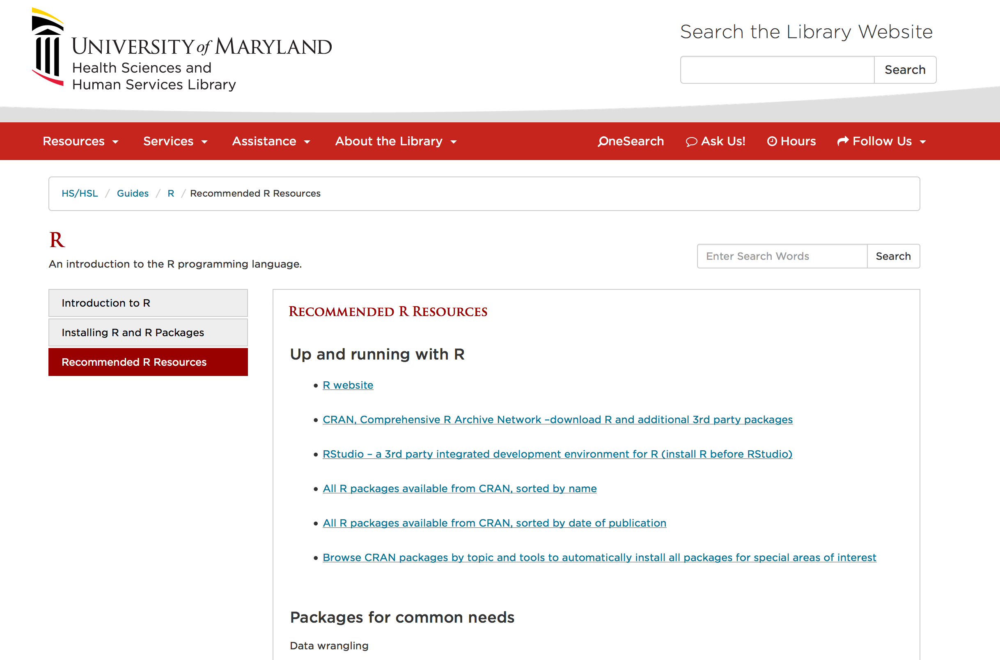 UNIVERSITY of MARYLAND
Health Sciences and
Human Services Library
Search the Library Website
Search
Resources
Services
Assistance
About the Library
OneSearch
Ask Us!
Hours
Follow Us
HS/HSL / Guides / R / Recommended R Resources
R
An introduction to the R programming language.
Enter Search Words
Search
Introduction to R
Installing R and R Packages
Recommended R Resources
RECOMMENDED R RESOURCES
Up and running with R
R website
CRAN, Comprehensive R Archive Network –download R and additional 3rd party packages
RStudio – a 3rd party integrated development environment for R (install R before RStudio)
All R packages available from CRAN, sorted by name
All R packages available from CRAN, sorted by date of publication
Browse CRAN packages by topic and tools to automatically install all packages for special areas of interest
Packages for common needs
Data wrangling